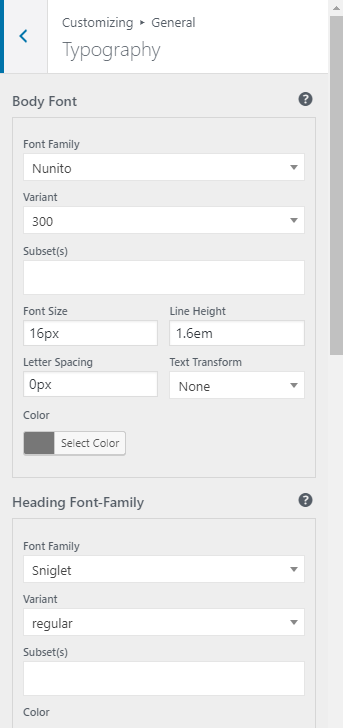 Customizing ▸ General
Typography
Body Font
Font Family
Nunito
Variant
300
Subset(s)
Font Size
Line Height
16px
1.6em
Letter Spacing
Text Transform
0px
None
Color
Select Color
Heading Font-Family
Font Family
Sniglet
Variant
regular
Subset(s)
Color